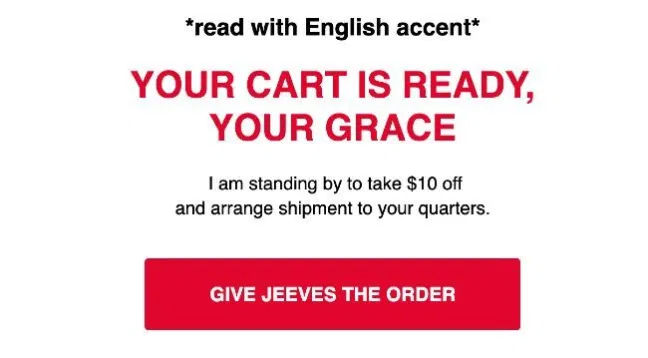 *read with English accent*
YOUR CART IS READY,
YOUR GRACE
I am standing by to take $10 off
and arrange shipment to your quarters.
GIVE JEEVES THE ORDER